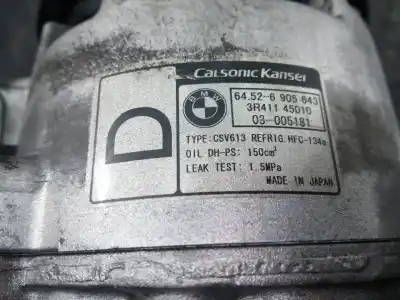 Calsonic Kansei
D
BMW
64.52-6 905 643
3R411 45010
03-005181
TYPE:CSV613 REFRIG.HFC-134a
OIL DH-PS: 150cm³
LEAK TEST: 1.5MPa
MADE IN JAPAN